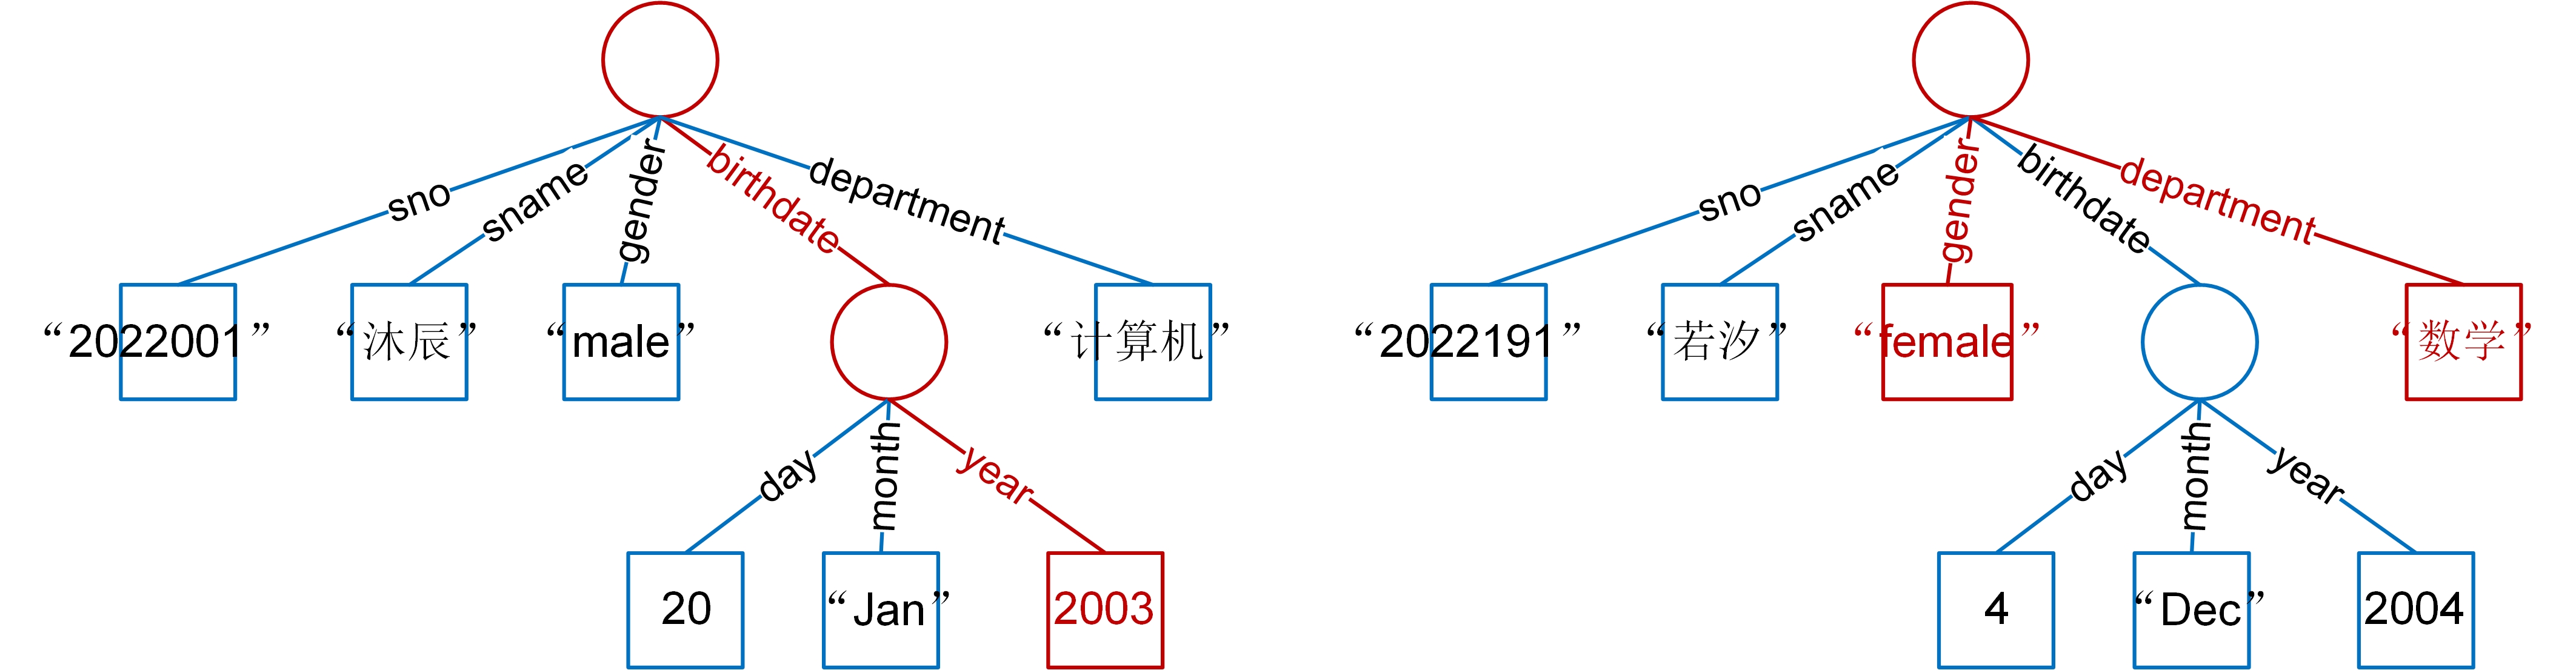 sno
sname
gender
birthdate
department
“2022001”
“沐辰”
“male”
“计算机”
day
month
year
20
“Jan”
2003
sno
sname
gender
birthdate
department
“2022191”
“若汐”
“female”
“数学”
day
month
year
4
“Dec”
2004